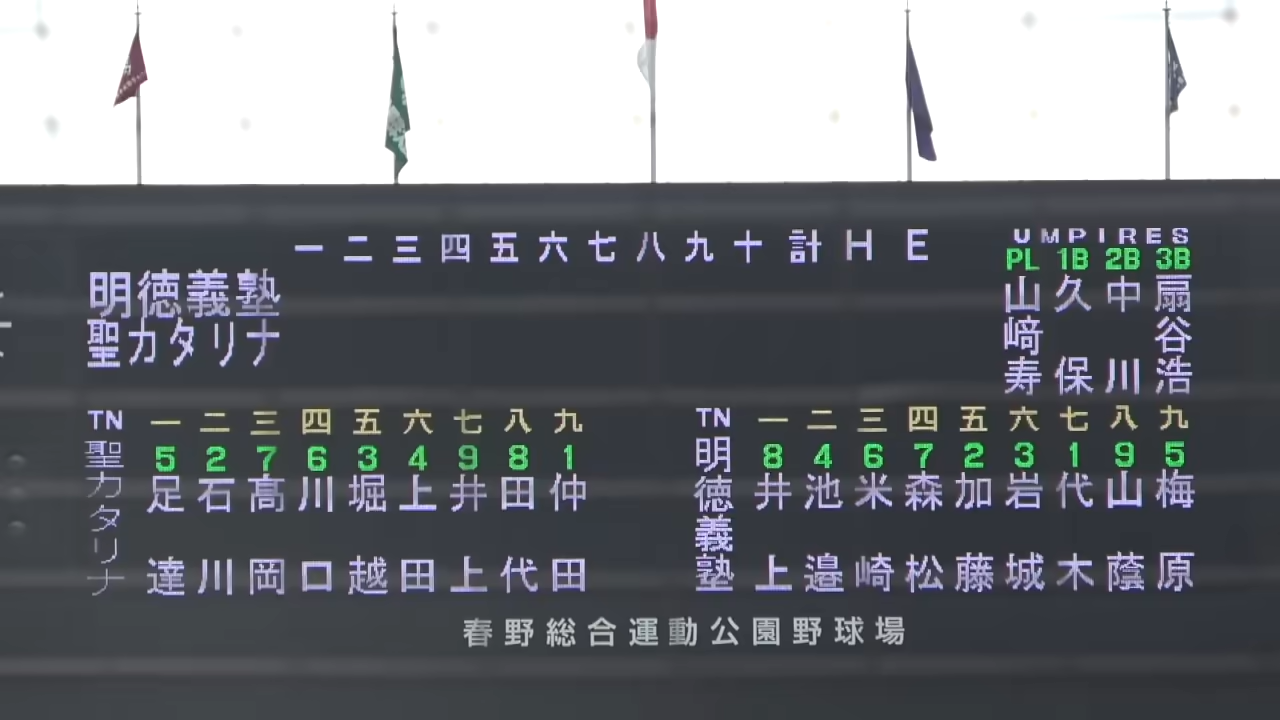 一 二 三 四 五 六 七 八 九 十 計 H E
UMPIRES
PL 1B 2B 3B
山﨑寿 久保 中川 扇谷浩
明徳義塾
聖カタリナ
TN 一 二 三 四 五 六 七 八 九
聖カタリナ
5 2 7 6 3 4 9 8 1
足達 石川 髙岡 川口 堀越 上田 井上 田代 仲田
TN 一 二 三 四 五 六 七 八 九
明徳義塾
8 4 6 7 2 3 1 9 5
井上 池邉 米崎 森松 加藤 岩城 代木 山蔭 梅原
春野総合運動公園野球場